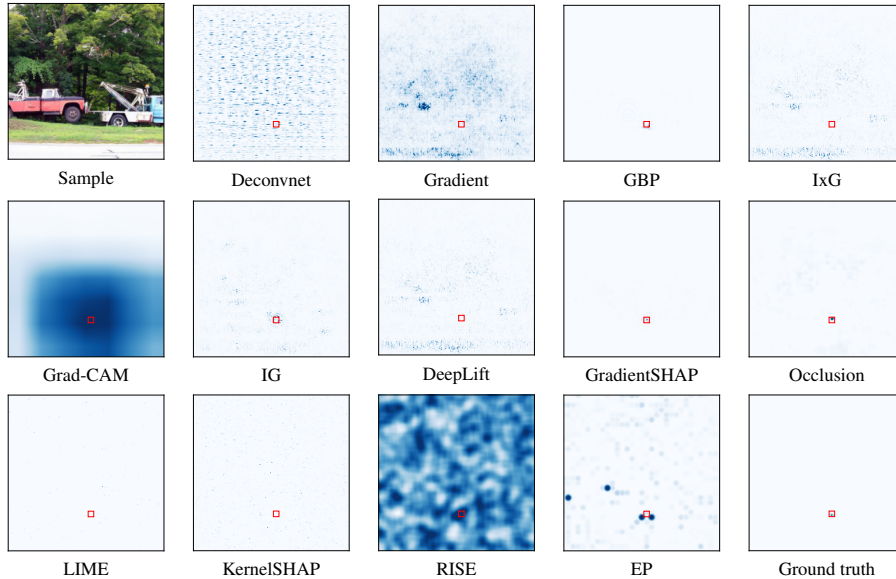 Sample Deconvnet Gradient GBP IxG
Grad-CAM IG DeepLift GradientSHAP Occlusion
LIME KernelSHAP RISE EP Ground truth